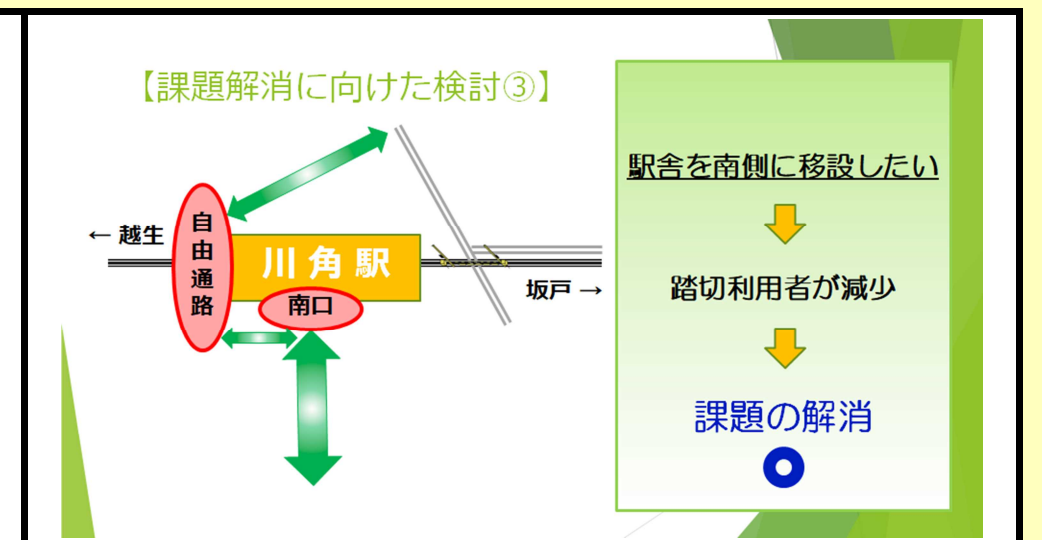 【課題解消に向けた検討③】
駅舎を南側に移設したい
← 越生
自由通路
川角駅
南口
坂戸 →
踏切利用者が減少
課題の解消